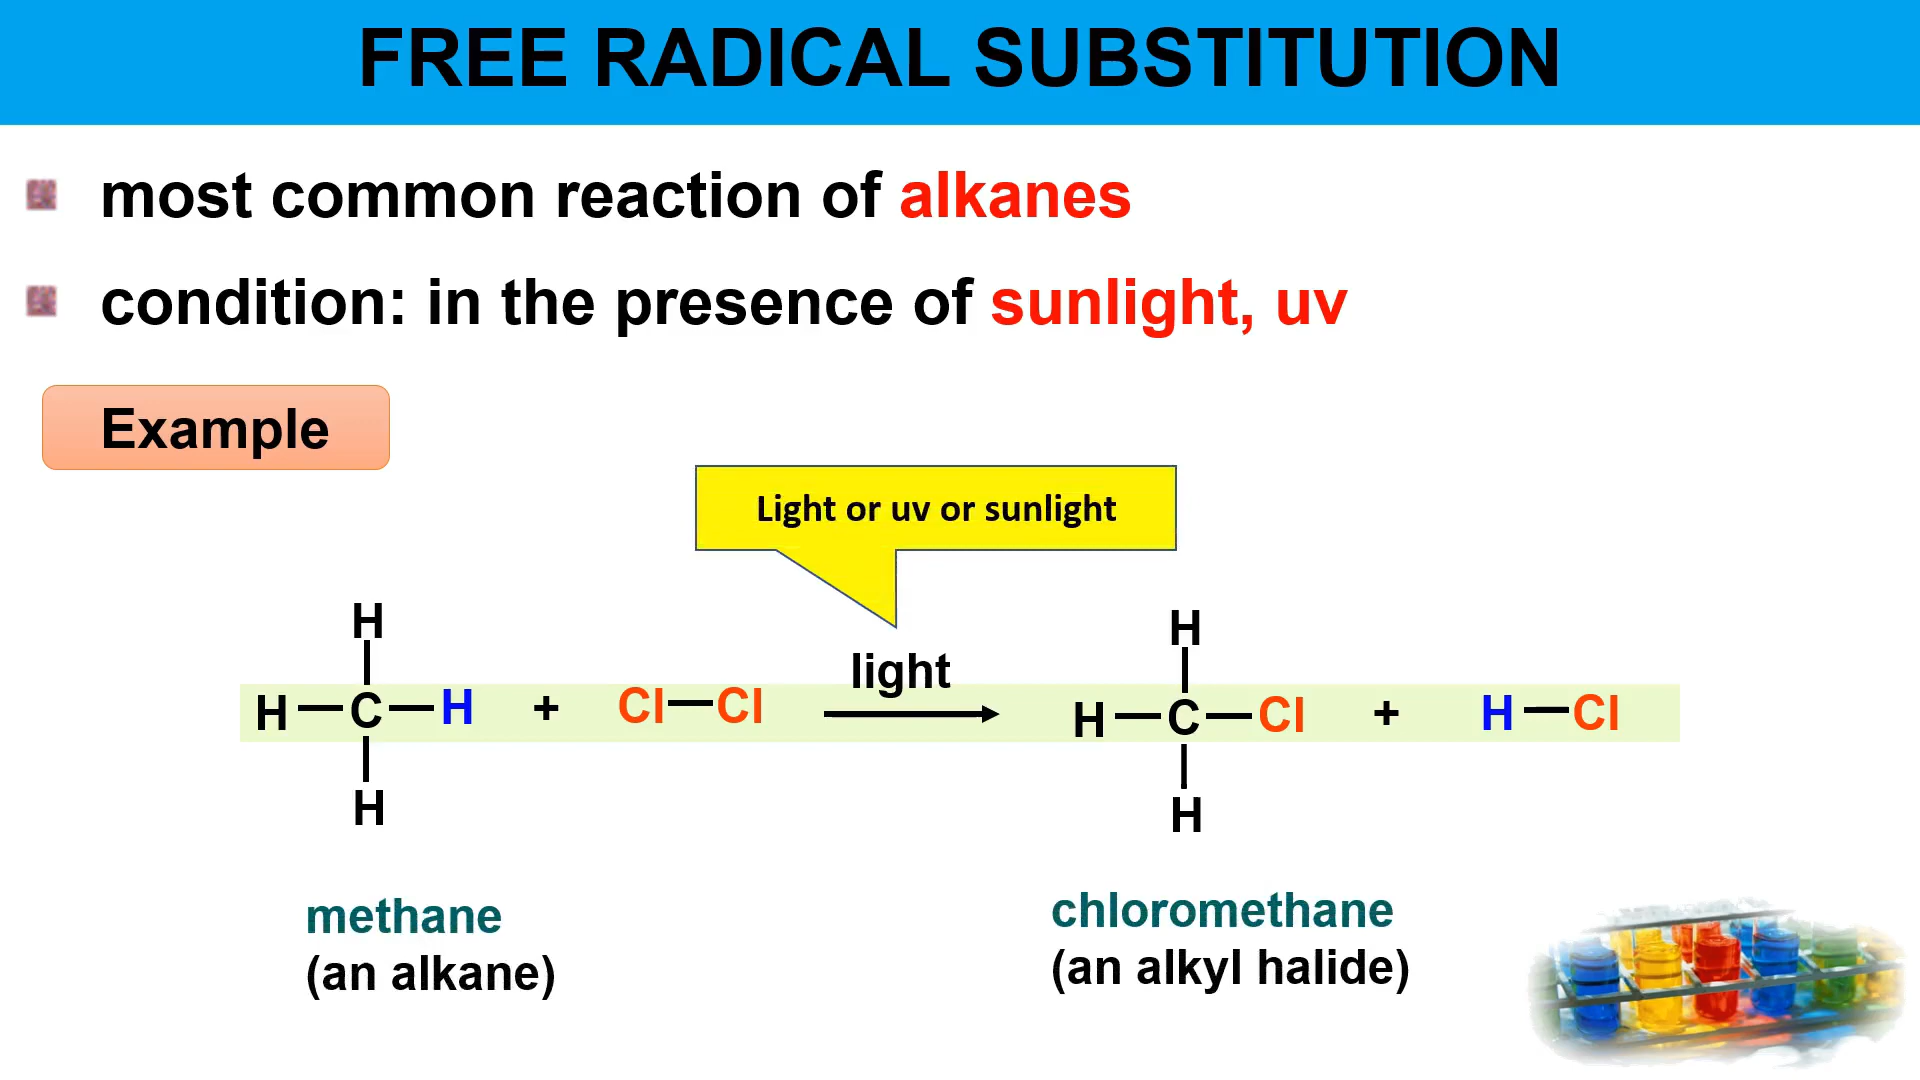 FREE RADICAL SUBSTITUTION
most common reaction of alkanes
condition: in the presence of sunlight, uv
Example
Light or uv or sunlight
light
H H
H C H + Cl Cl H C Cl + H Cl
H H
methane chloromethane
(an alkane) (an alkyl halide)